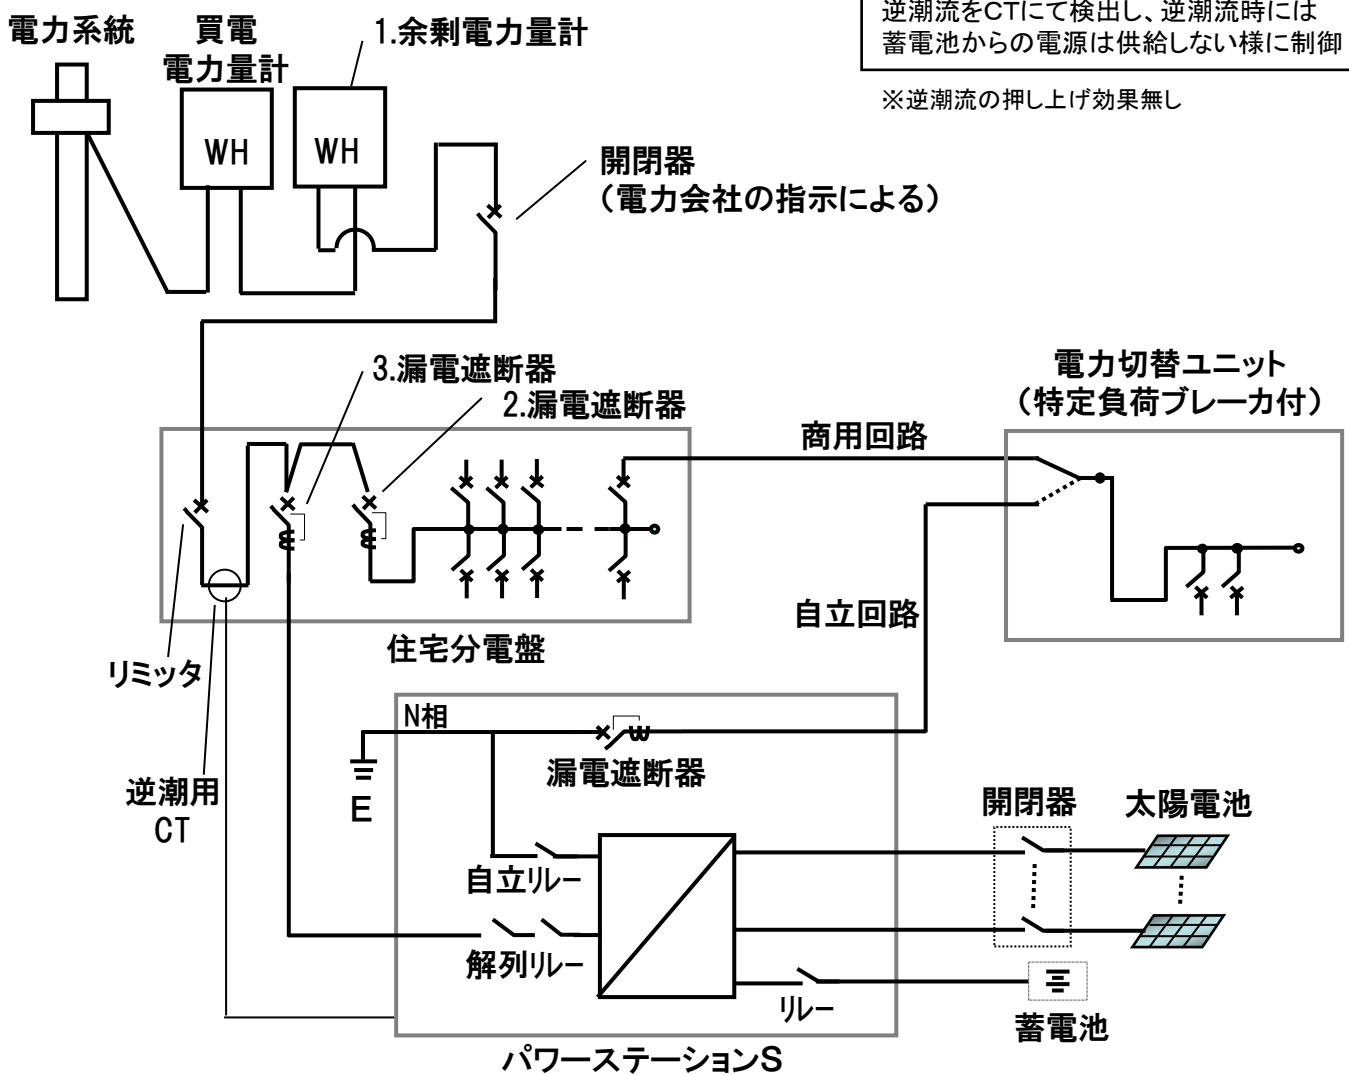 逆潮流をCTにて検出し、逆潮流時には
蓄電池からの電源は供給しない様に制御
※逆潮流の押し上げ効果無し
電力系統
買電
電力量計
1.余剰電力量計
WH
WH
開閉器
(電力会社の指示による)
3.漏電遮断器
2.漏電遮断器
電力切替ユニット
(特定負荷ブレーカ付)
商用回路
自立回路
住宅分電盤
リミッタ
逆潮用
CT
N相
E
漏電遮断器
自立リレー
解列リレー
リレー
開閉器
太陽電池
蓄電池
パワーステーションS